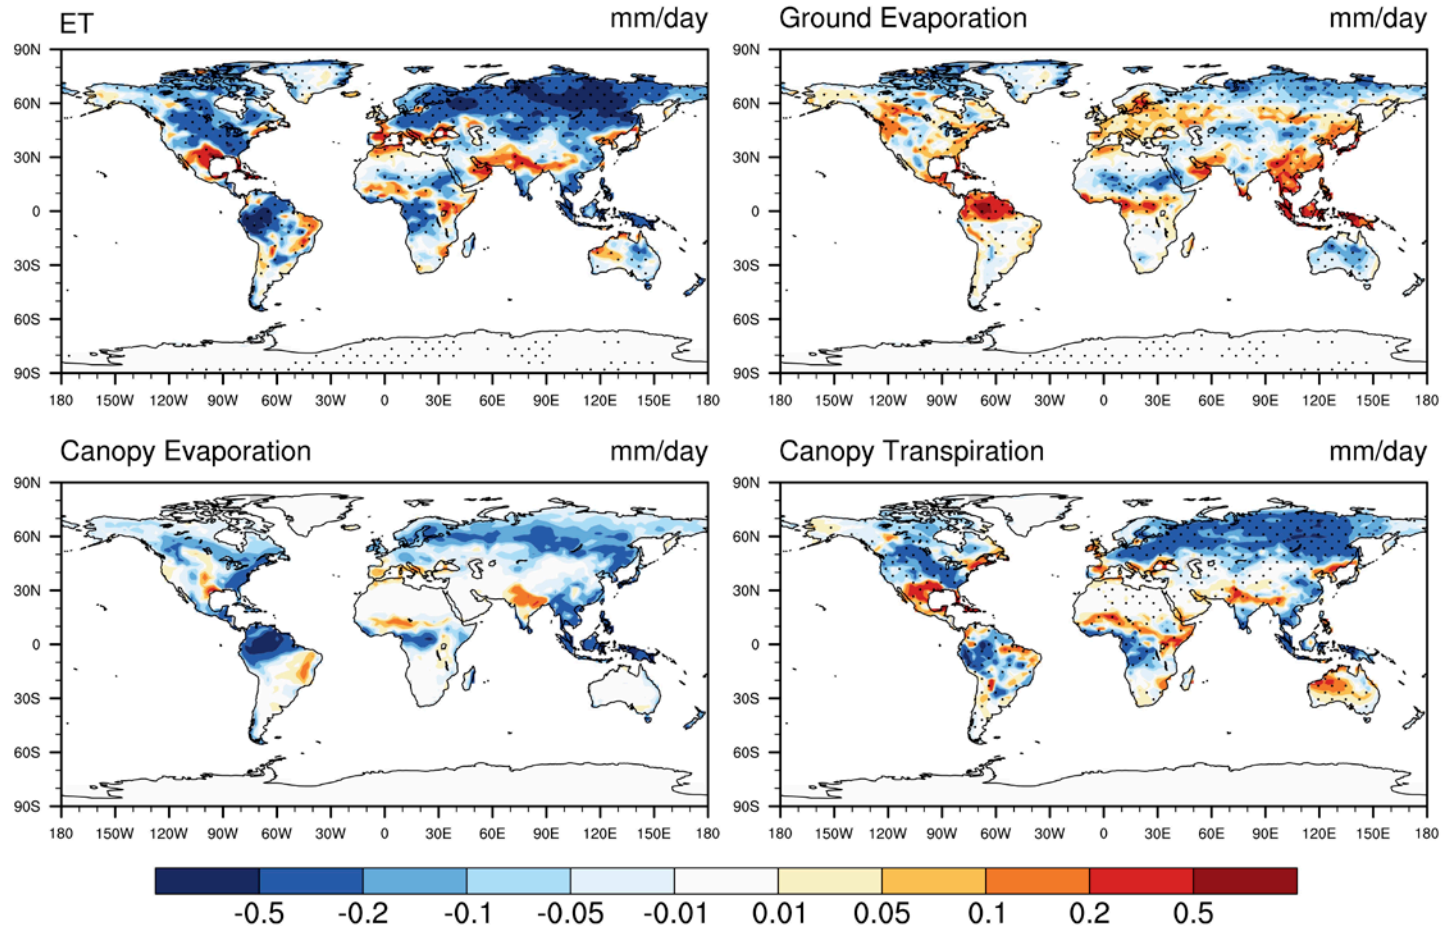 ET mm/day
Ground Evaporation mm/day
90N
60N
30N
0
30S
60S
90S
180 150W 120W 90W 60W 30W 0 30E 60E 90E 120E 150E 180
90N
60N
30N
0
30S
60S
90S
180 150W 120W 90W 60W 30W 0 30E 60E 90E 120E 150E 180
Canopy Evaporation mm/day
Canopy Transpiration mm/day
90N
60N
30N
0
30S
60S
90S
180 150W 120W 90W 60W 30W 0 30E 60E 90E 120E 150E 180
90N
60N
30N
0
30S
60S
90S
180 150W 120W 90W 60W 30W 0 30E 60E 90E 120E 150E 180
-0.5 -0.2 -0.1 -0.05 -0.01 0.01 0.05 0.1 0.2 0.5